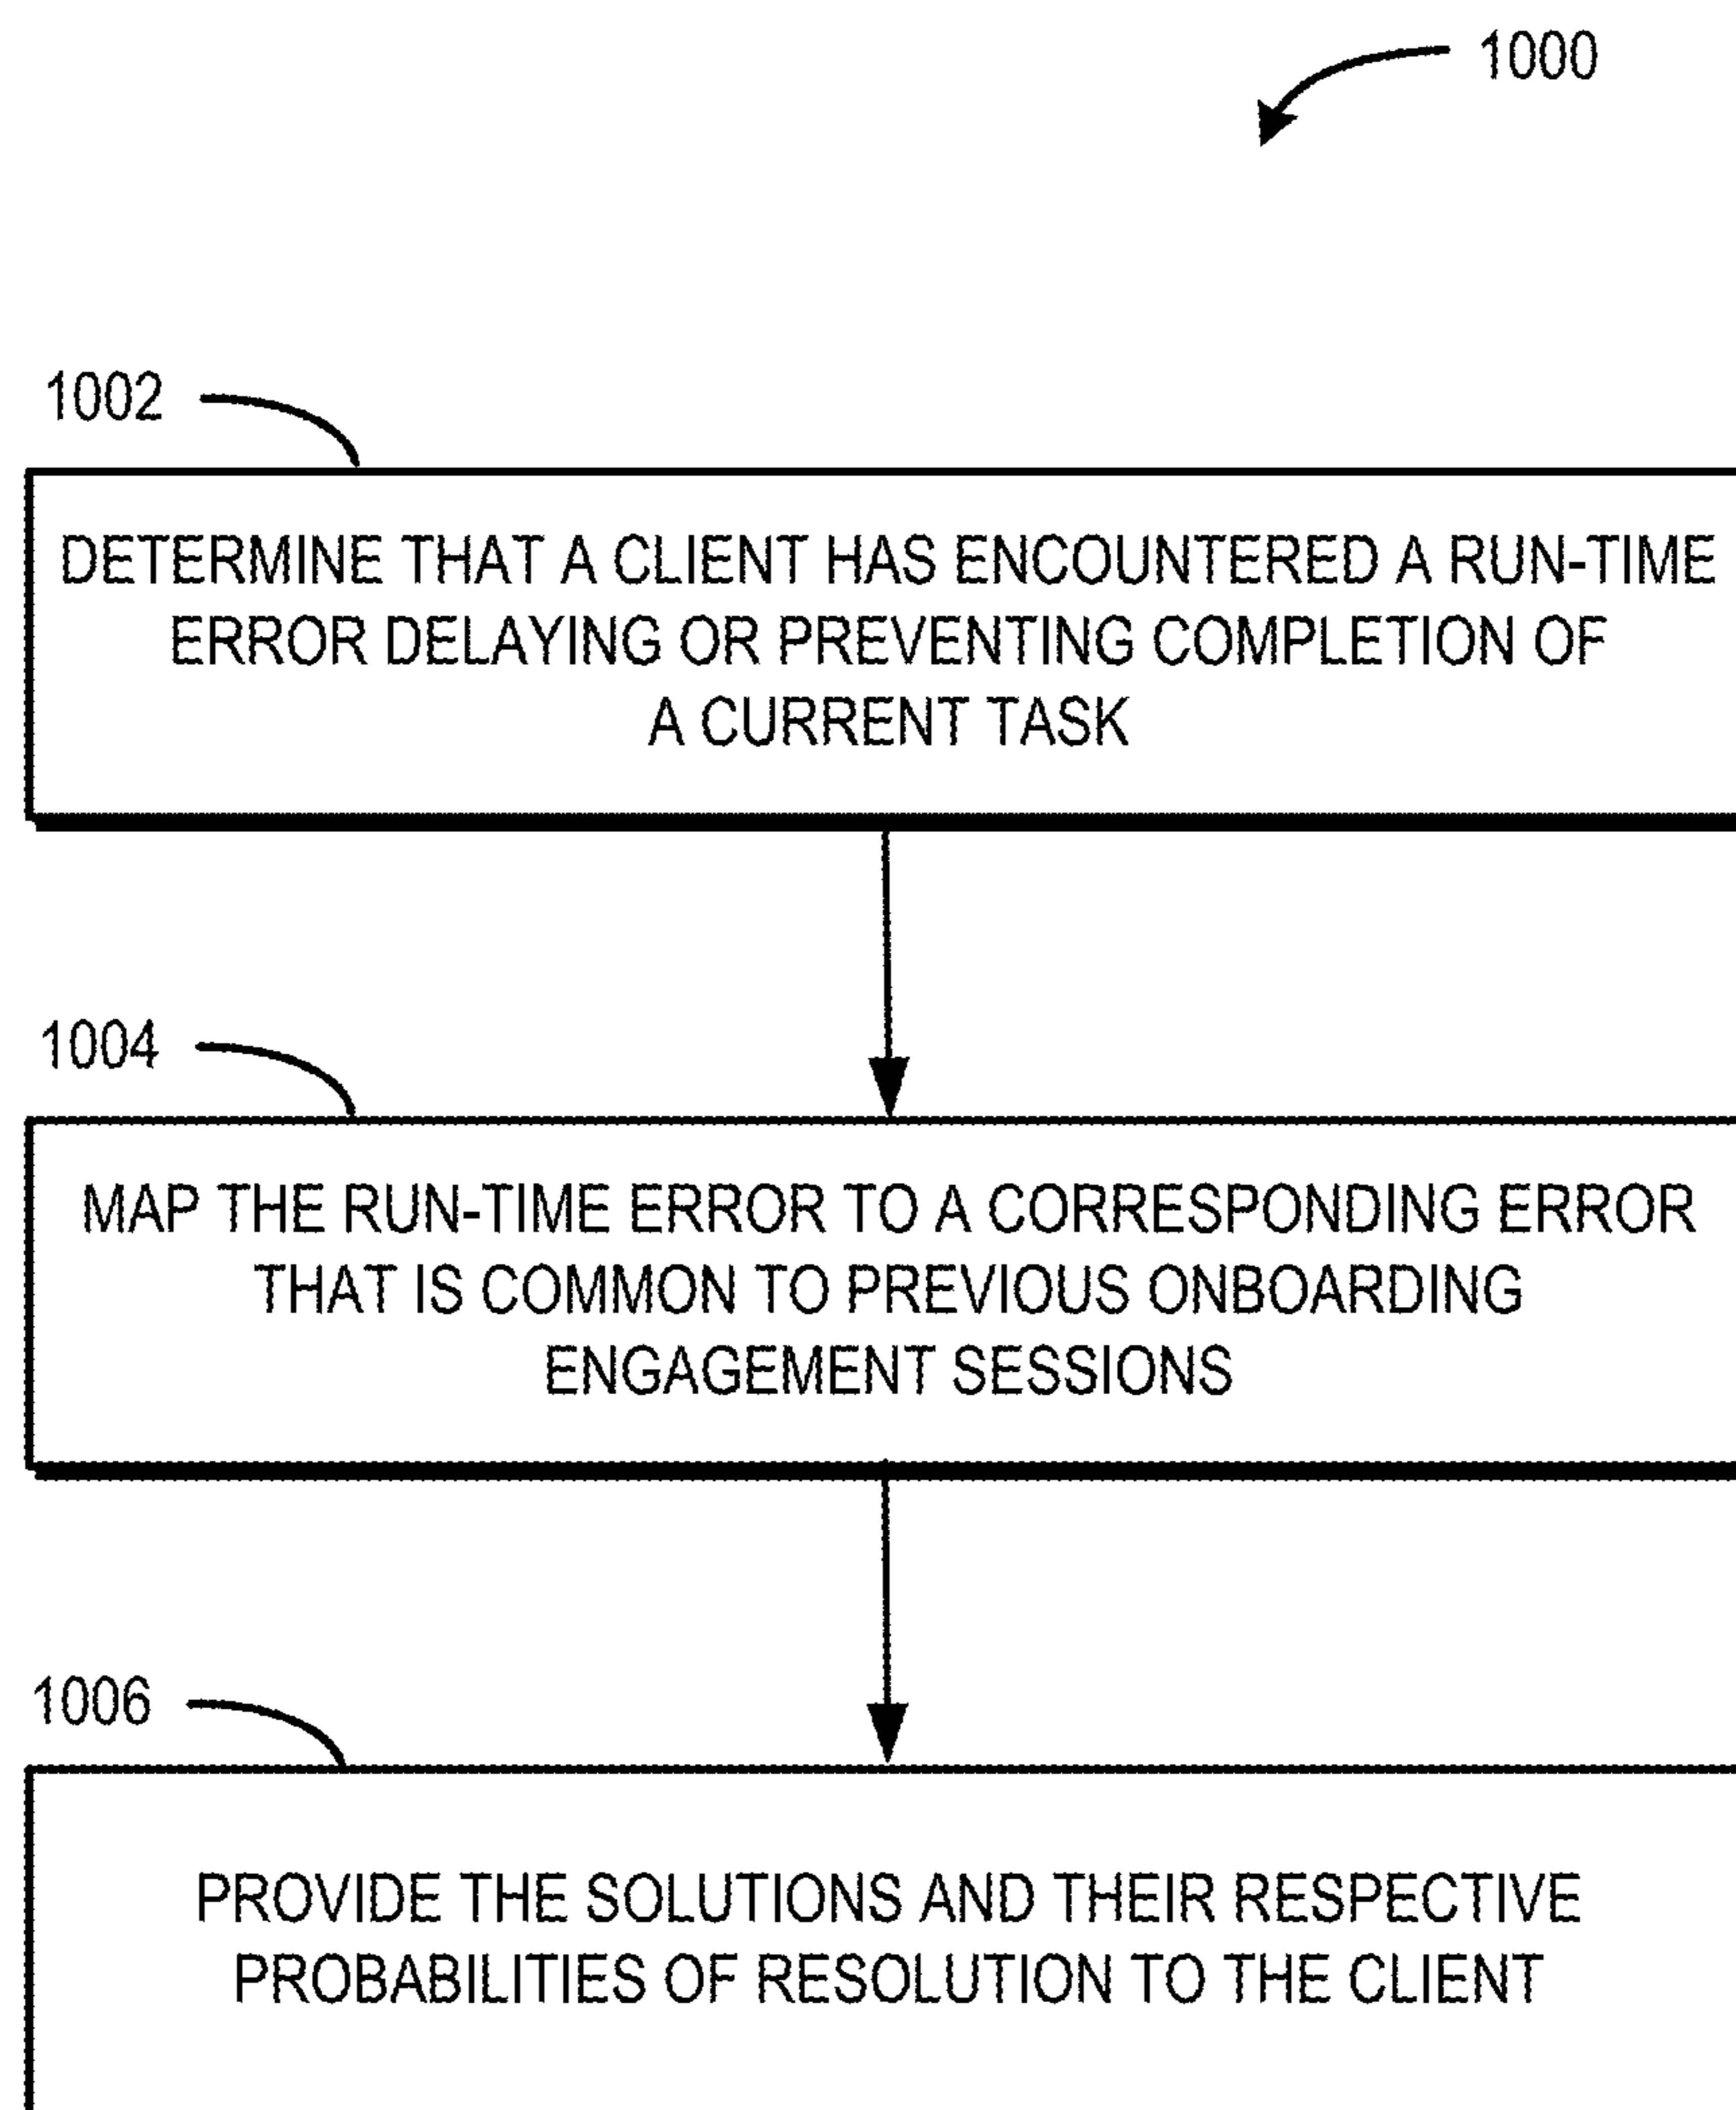 1000
1002
DETERMINE THAT A CLIENT HAS ENCOUNTERED A RUN-TIME
ERROR DELAYING OR PREVENTING COMPLETION OF
A CURRENT TASK
1004
MAP THE RUN-TIME ERROR TO A CORRESPONDING ERROR
THAT IS COMMON TO PREVIOUS ONBOARDING
ENGAGEMENT SESSIONS
1006
PROVIDE THE SOLUTIONS AND THEIR RESPECTIVE
PROBABILITIES OF RESOLUTION TO THE CLIENT